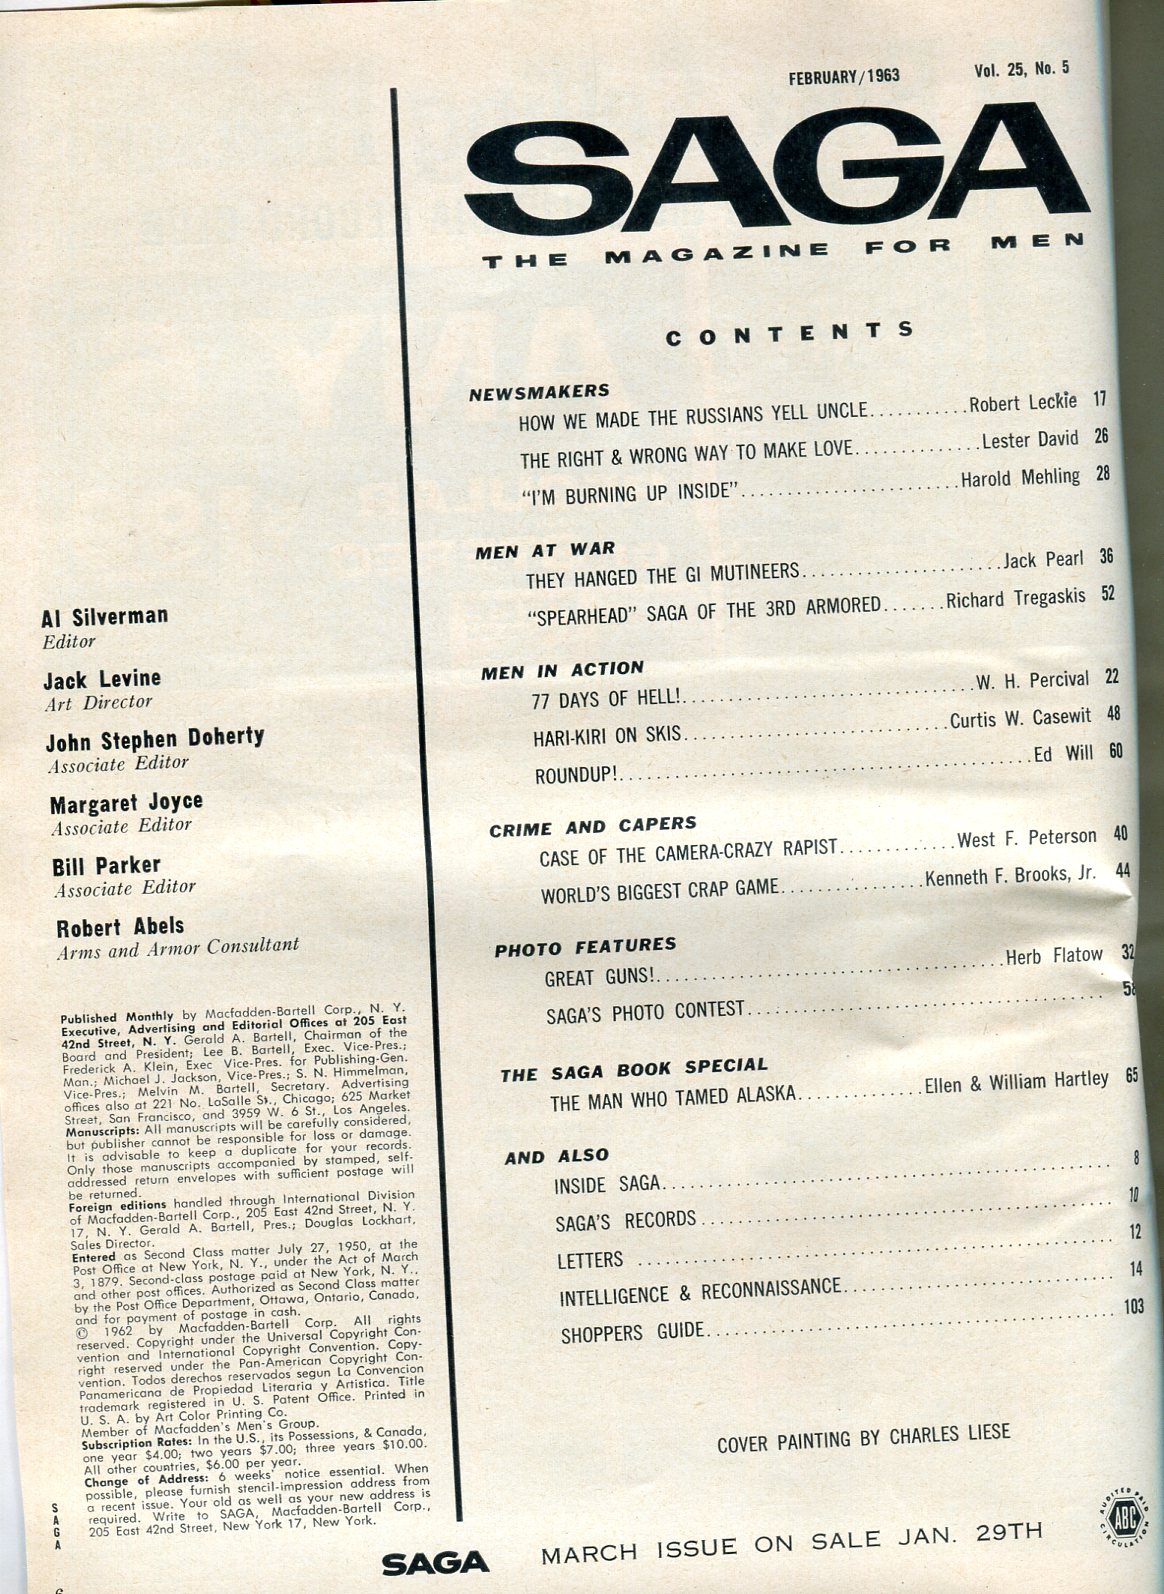 FEBRUARY/1963 Vol. 25, No. 5
SAGA
THE MAGAZINE FOR MEN
CONTENTS
NEWSMAKERS
HOW WE MADE THE RUSSIANS YELL UNCLE...........Robert Leckie 17
THE RIGHT & WRONG WAY TO MAKE LOVE..............Lester David 26
“I’M BURNING UP INSIDE”........................Harold Mehling 28
MEN AT WAR
THEY HANGED THE GI MUTINEERS......................Jack Pearl 36
“SPEARHEAD” SAGA OF THE 3RD ARMORED.......Richard Tregaskis 52
MEN IN ACTION
77 DAYS OF HELL!................................W. H. Percival 22
HARI-KIRI ON SKIS.............................Curtis W. Casewit 48
ROUNDUP!.............................................Ed Will 60
CRIME AND CAPERS
CASE OF THE CAMERA-CRAZY RAPIST.............West F. Peterson 40
WORLD’S BIGGEST CRAP GAME................Kenneth F. Brooks, Jr. 44
PHOTO FEATURES
GREAT GUNS!......................................Herb Flatow 32
SAGA’S PHOTO CONTEST....................................... 58
THE SAGA BOOK SPECIAL
THE MAN WHO TAMED ALASKA..............Ellen & William Hartley 65
AND ALSO
INSIDE SAGA................................................. 8
SAGA’S RECORDS............................................. 10
LETTERS .................................................... 12
INTELLIGENCE & RECONNAISSANCE.............................. 14
SHOPPERS GUIDE............................................. 103
COVER PAINTING BY CHARLES LIESE
Al Silverman
Editor
Jack Levine
Art Director
John Stephen Doherty
Associate Editor
Margaret Joyce
Associate Editor
Bill Parker
Associate Editor
Robert Abels
Arms and Armor Consultant
Published Monthly by Macfadden-Bartell Corp., N. Y.
Executive, Advertising and Editorial Offices at 205 East
42nd Street, N. Y. Gerald A. Bartell, Chairman of the
Board and President; Lee B. Bartell, Exec. Vice-Pres.;
Frederick A. Klein, Exec Vice-Pres. for Publishing-Gen.
Man.; Michael J. Jackson, Vice-Pres.; S. N. Himmelman,
Vice-Pres.; Melvin M. Bartell, Secretary. Advertising
offices also at 221 No. LaSalle St., Chicago; 625 Market
Street, San Francisco, and 3959 W. 6 St., Los Angeles.
Manuscripts: All manuscripts will be carefully considered,
but publisher cannot be responsible for loss or damage.
It is advisable to keep a duplicate for your records.
Only those manuscripts accompanied by stamped, self-
addressed return envelopes with sufficient postage will
be returned.
Foreign editions handled through International Division
of Macfadden-Bartell Corp., 205 East 42nd Street, N. Y.
17, N. Y. Gerald A. Bartell, Pres.; Douglas Lockhart,
Sales Director.
Entered as Second Class matter July 27, 1950, at the
Post Office at New York, N. Y., under the Act of March
3, 1879. Second-class postage paid at New York, N. Y.,
and other post offices. Authorized as Second Class matter
by the Post Office Department, Ottawa, Ontario, Canada,
and for payment of postage in cash.
© 1962 by Macfadden-Bartell Corp. All rights
reserved. Copyright under the Universal Copyright Con-
vention and International Copyright Convention. Copy-
right reserved under the Pan-American Copyright Con-
vention. Todos derechos reservados segun La Convencion
Panamericana de Propiedad Literaria y Artistica. Title
trademark registered in U. S. Patent Office. Printed in
U. S. A. by Art Color Printing Co.
Member of Macfadden's Men's Group.
Subscription Rates: In the U.S., its Possessions, & Canada,
one year $4.00; two years $7.00; three years $10.00.
All other countries, $6.00 per year.
Change of Address: 6 weeks' notice essential. When
possible, please furnish stencil-impression address from
a recent issue. Your old as well as your new address is
required. Write to SAGA, Macfadden-Bartell Corp.,
205 East 42nd Street, New York 17, New York.
SAGA
SAGA MARCH ISSUE ON SALE JAN. 29TH
AUDITED PAID CIRCULATION
ABC
6